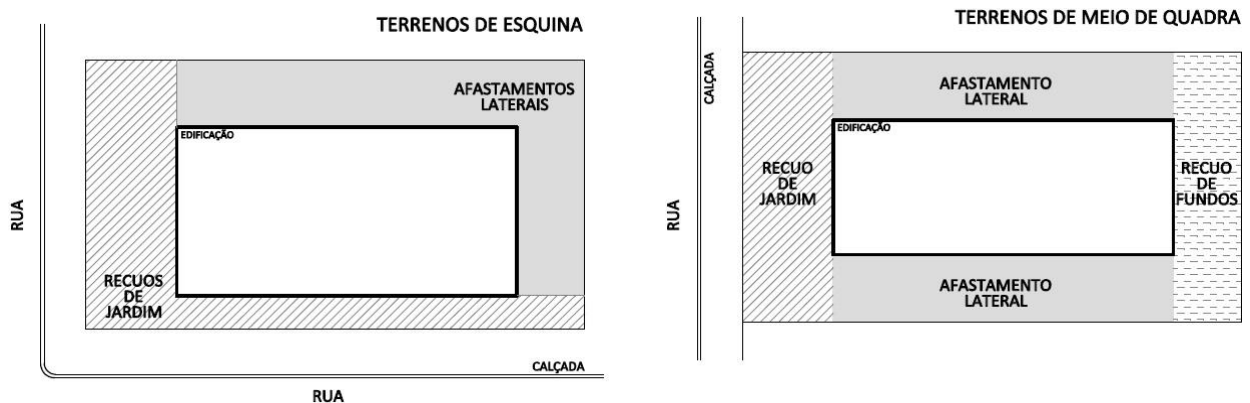 TERRENOS DE ESQUINA
AFASTAMENTOS
LATERAIS
EDIFICAÇÃO
RUA
RECUOS
DE
JARDIM
CALÇADA
RUA
TERRENOS DE MEIO DE QUADRA
CALÇADA
AFASTAMENTO
LATERAL
EDIFICAÇÃO
RECUO
DE
JARDIM
RECUO
DE
FUNDOS
RUA
AFASTAMENTO
LATERAL